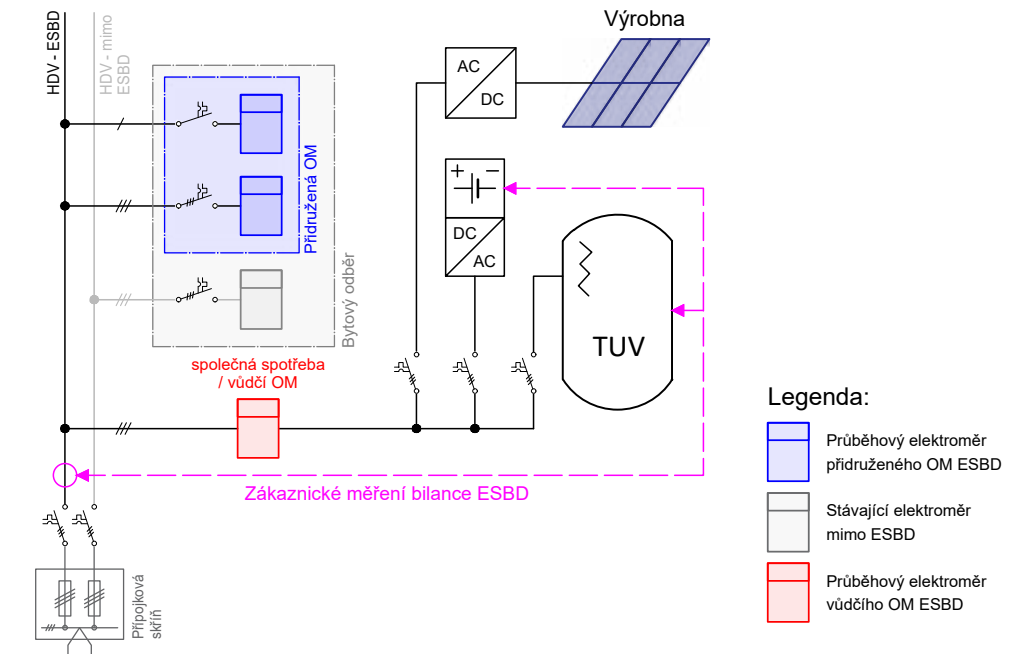 HDV - ESBD
HDV - mimo
ESBD
Výrobna
AC
DC
Přidružená OM
Bytový odběr
+ −
DC
AC
TUV
společná spotřeba
/ vůdčí OM
Zákaznické měření bilance ESBD
Přípojková
skříň
Legenda:
Průběhový elektroměr
přidruženého OM ESBD
Stávající elektroměr
mimo ESBD
Průběhový elektroměr
vůdčího OM ESBD